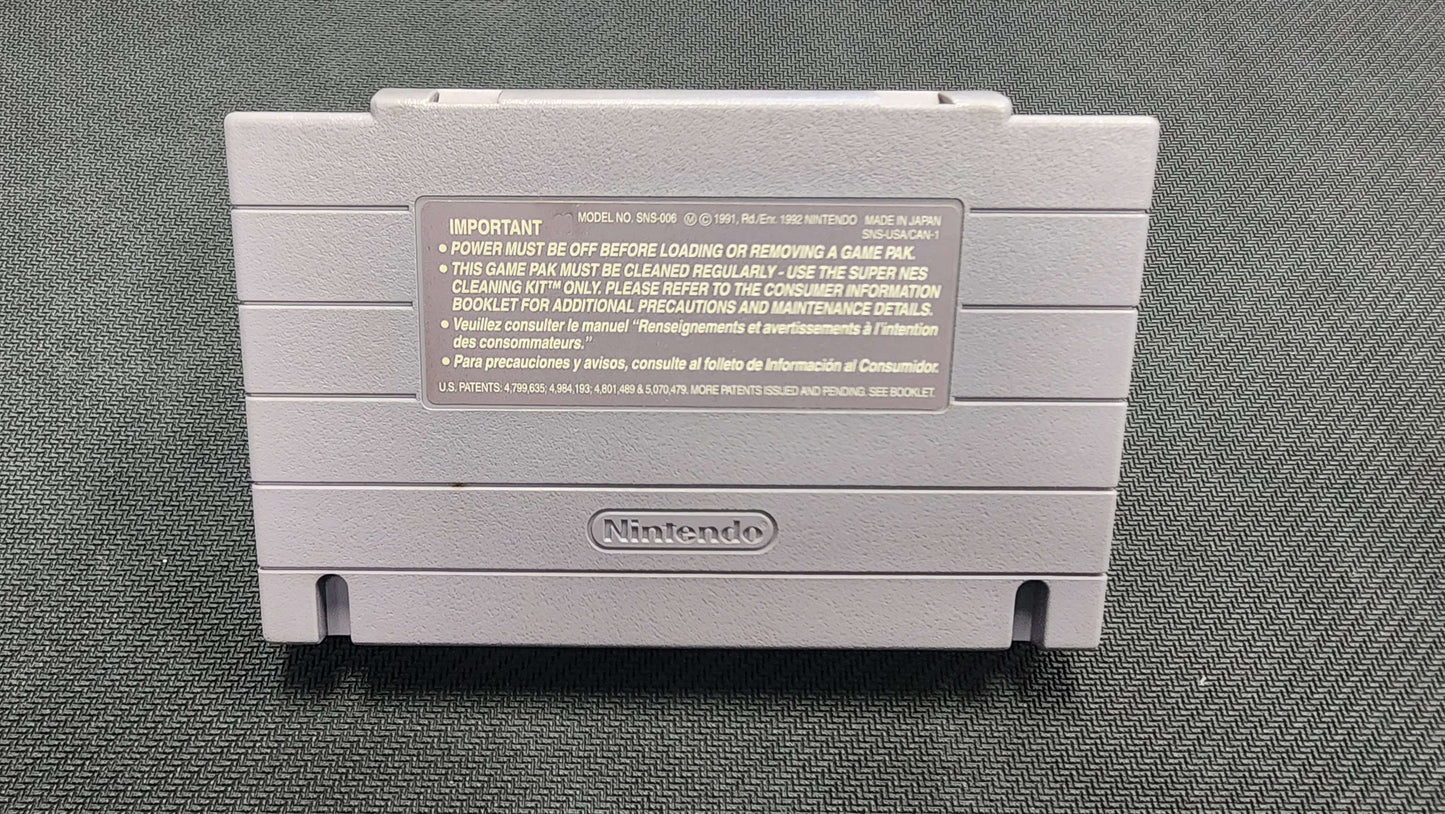 IMPORTANT MODEL NO. SNS-006 Ⓜ © 1991, Rd./Enr. 1992 NINTENDO MADE IN JAPAN
SNS-USA/CAN-1
• POWER MUST BE OFF BEFORE LOADING OR REMOVING A GAME PAK.
• THIS GAME PAK MUST BE CLEANED REGULARLY - USE THE SUPER NES
CLEANING KIT™ ONLY. PLEASE REFER TO THE CONSUMER INFORMATION
BOOKLET FOR ADDITIONAL PRECAUTIONS AND MAINTENANCE DETAILS.
• Veuillez consulter le manuel “Renseignements et avertissements à l’intention
des consommateurs.”
• Para precauciones y avisos, consulte al folleto de Información al Consumidor.
U.S. PATENTS: 4,799,635; 4,984,193; 4,801,489 & 5,070,479. MORE PATENTS ISSUED AND PENDING. SEE BOOKLET.
Nintendo®